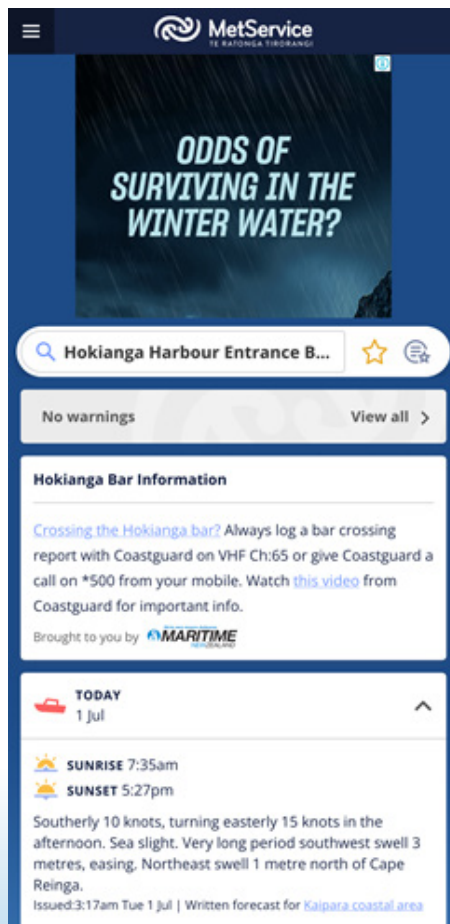 MetService
TE RATONGA TIRORANGI
ODDS OF
SURVIVING IN THE
WINTER WATER?
Hokianga Harbour Entrance B...
No warnings View all
Hokianga Bar Information
Crossing the Hokianga bar? Always log a bar crossing
report with Coastguard on VHF Ch:65 or give Coastguard a
call on *500 from your mobile. Watch this video from
Coastguard for important info.
Brought to you by MARITIME
NEW ZEALAND
TODAY
1 Jul
SUNRISE 7:35am
SUNSET 5:27pm
Southerly 10 knots, turning easterly 15 knots in the
afternoon. Sea slight. Very long period southwest swell 3
metres, easing. Northeast swell 1 metre north of Cape
Reinga.
Issued:3:17am Tue 1 Jul | Written forecast for Kaipara coastal area